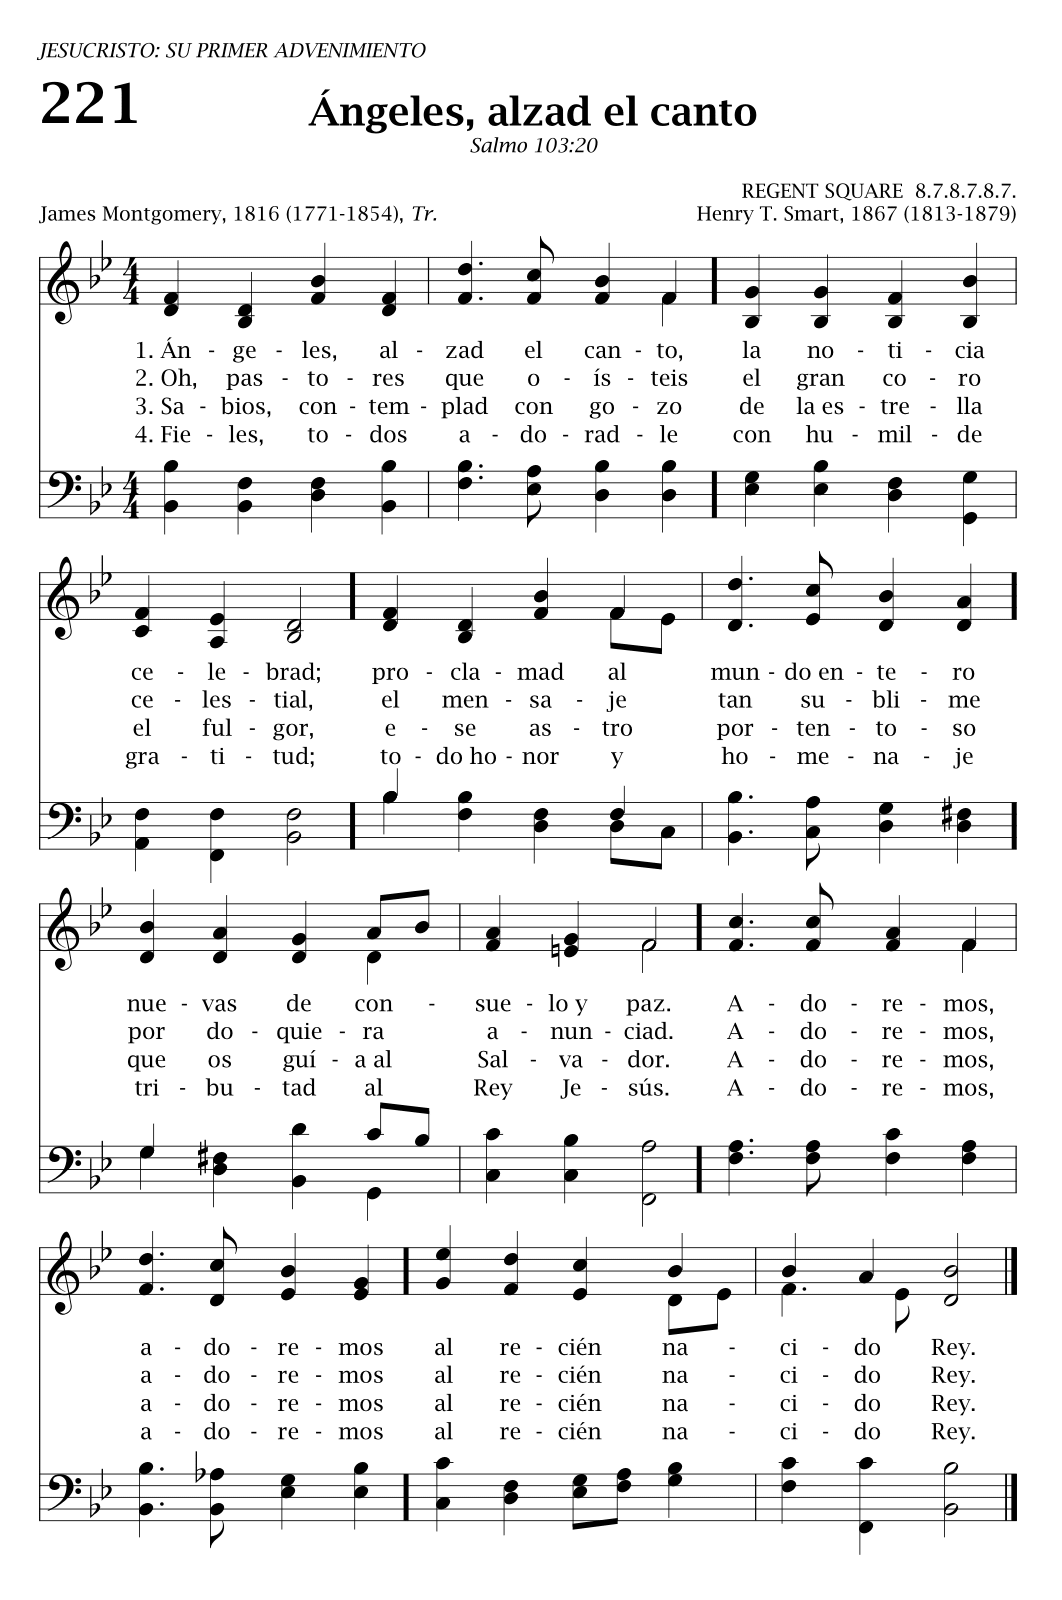 JESUCRISTO: SU PRIMER ADVENIMIENTO
221
Ángeles, alzad el canto
Salmo 103:20
REGENT SQUARE 8.7.8.7.8.7.
James Montgomery, 1816 (1771-1854), Tr.
Henry T. Smart, 1867 (1813-1879)
1. Án - ge - les, al - zad el can - to, la no - ti - cia
2. Oh, pas - to - res que o - ís - teis el gran co - ro
3. Sa - bios, con - tem - plad con go - zo de la es - tre - lla
4. Fie - les, to - dos a - do - rad - le con hu - mil - de
ce - le - brad; pro - cla - mad al mun - do en - te - ro
ce - les - tial, el men - sa - je tan su - bli - me
el ful - gor, e - se as - tro por - ten - to - so
gra - ti - tud; to - do ho - nor y ho - me - na - je
nue - vas de con - sue - lo y paz. A - do - re - mos,
por do - quie - ra a - nun - ciad. A - do - re - mos,
que os guí - a al Sal - va - dor. A - do - re - mos,
tri - bu - tad al Rey Je - sús. A - do - re - mos,
a - do - re - mos al re - cién na - ci - do Rey.
a - do - re - mos al re - cién na - ci - do Rey.
a - do - re - mos al re - cién na - ci - do Rey.
a - do - re - mos al re - cién na - ci - do Rey.